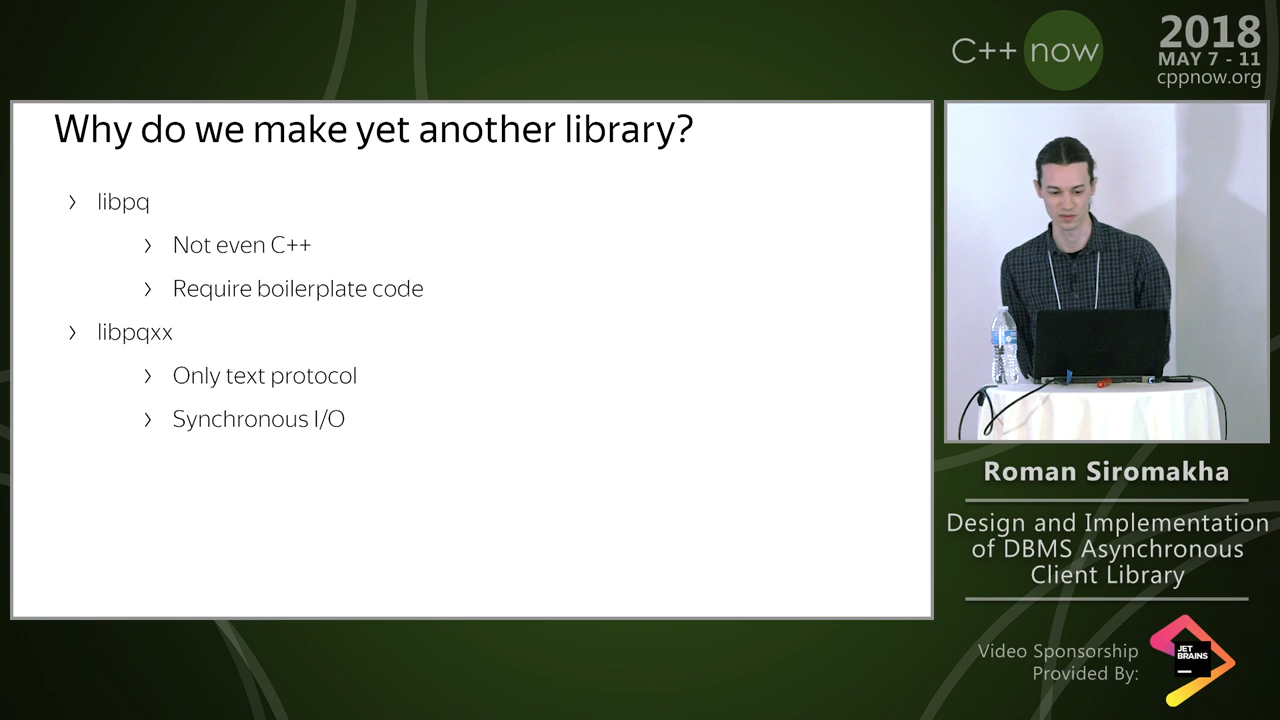 C++ now
2018
MAY 7 - 11
cppnow.org
Why do we make yet another library?
› libpq
› Not even C++
› Require boilerplate code
› libpqxx
› Only text protocol
› Synchronous I/O
Roman Siromakha
Design and Implementation
of DBMS Asynchronous
Client Library
Video Sponsorship
Provided By:
JET
BRAINS